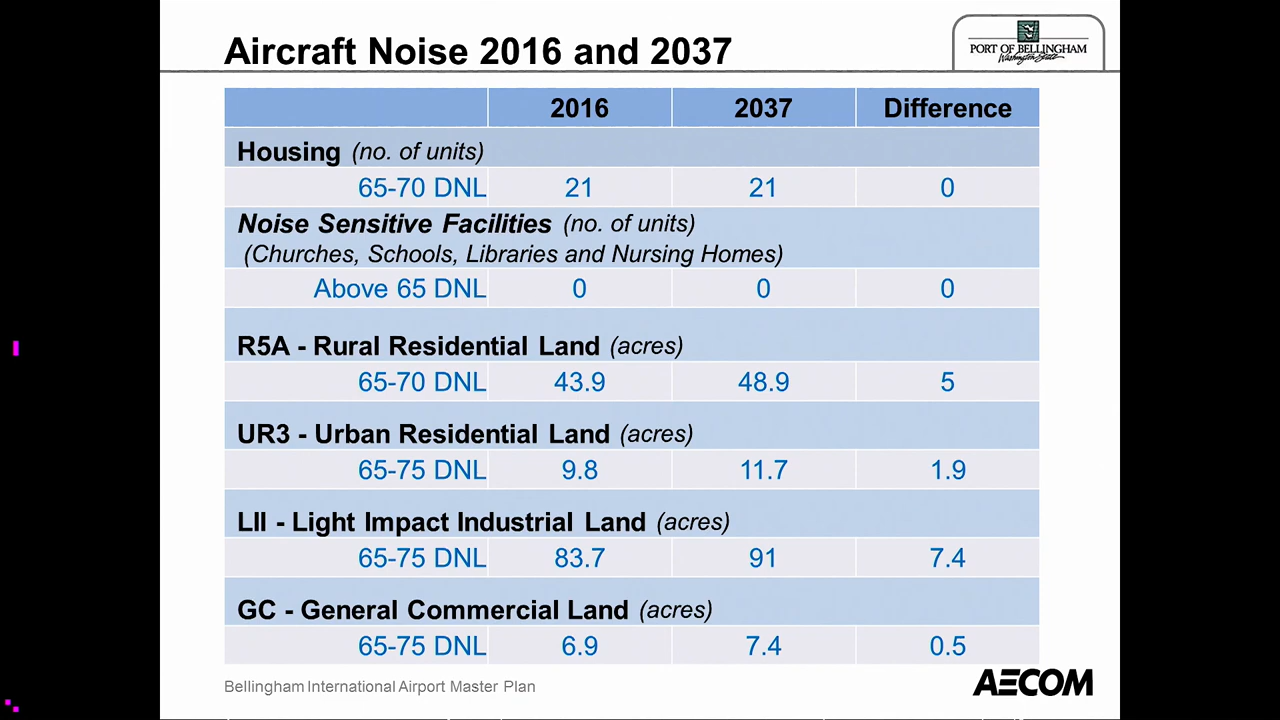 Aircraft Noise 2016 and 2037
PORT OF BELLINGHAM
Washington State
2016 2037 Difference
Housing (no. of units)
65-70 DNL 21 21 0
Noise Sensitive Facilities (no. of units)
(Churches, Schools, Libraries and Nursing Homes)
Above 65 DNL 0 0 0
R5A - Rural Residential Land (acres)
65-70 DNL 43.9 48.9 5
UR3 - Urban Residential Land (acres)
65-75 DNL 9.8 11.7 1.9
LII - Light Impact Industrial Land (acres)
65-75 DNL 83.7 91 7.4
GC - General Commercial Land (acres)
65-75 DNL 6.9 7.4 0.5
Bellingham International Airport Master Plan
AECOM